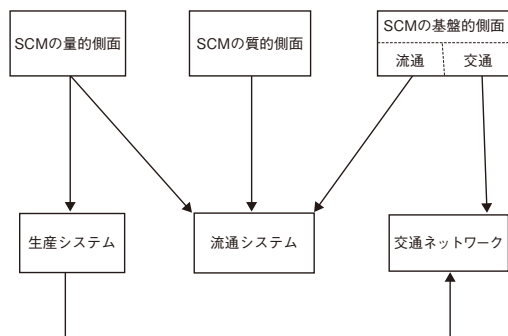 SCMの量的側面
SCMの質的側面
SCMの基盤的側面
流通
交通
生産システム
流通システム
交通ネットワーク